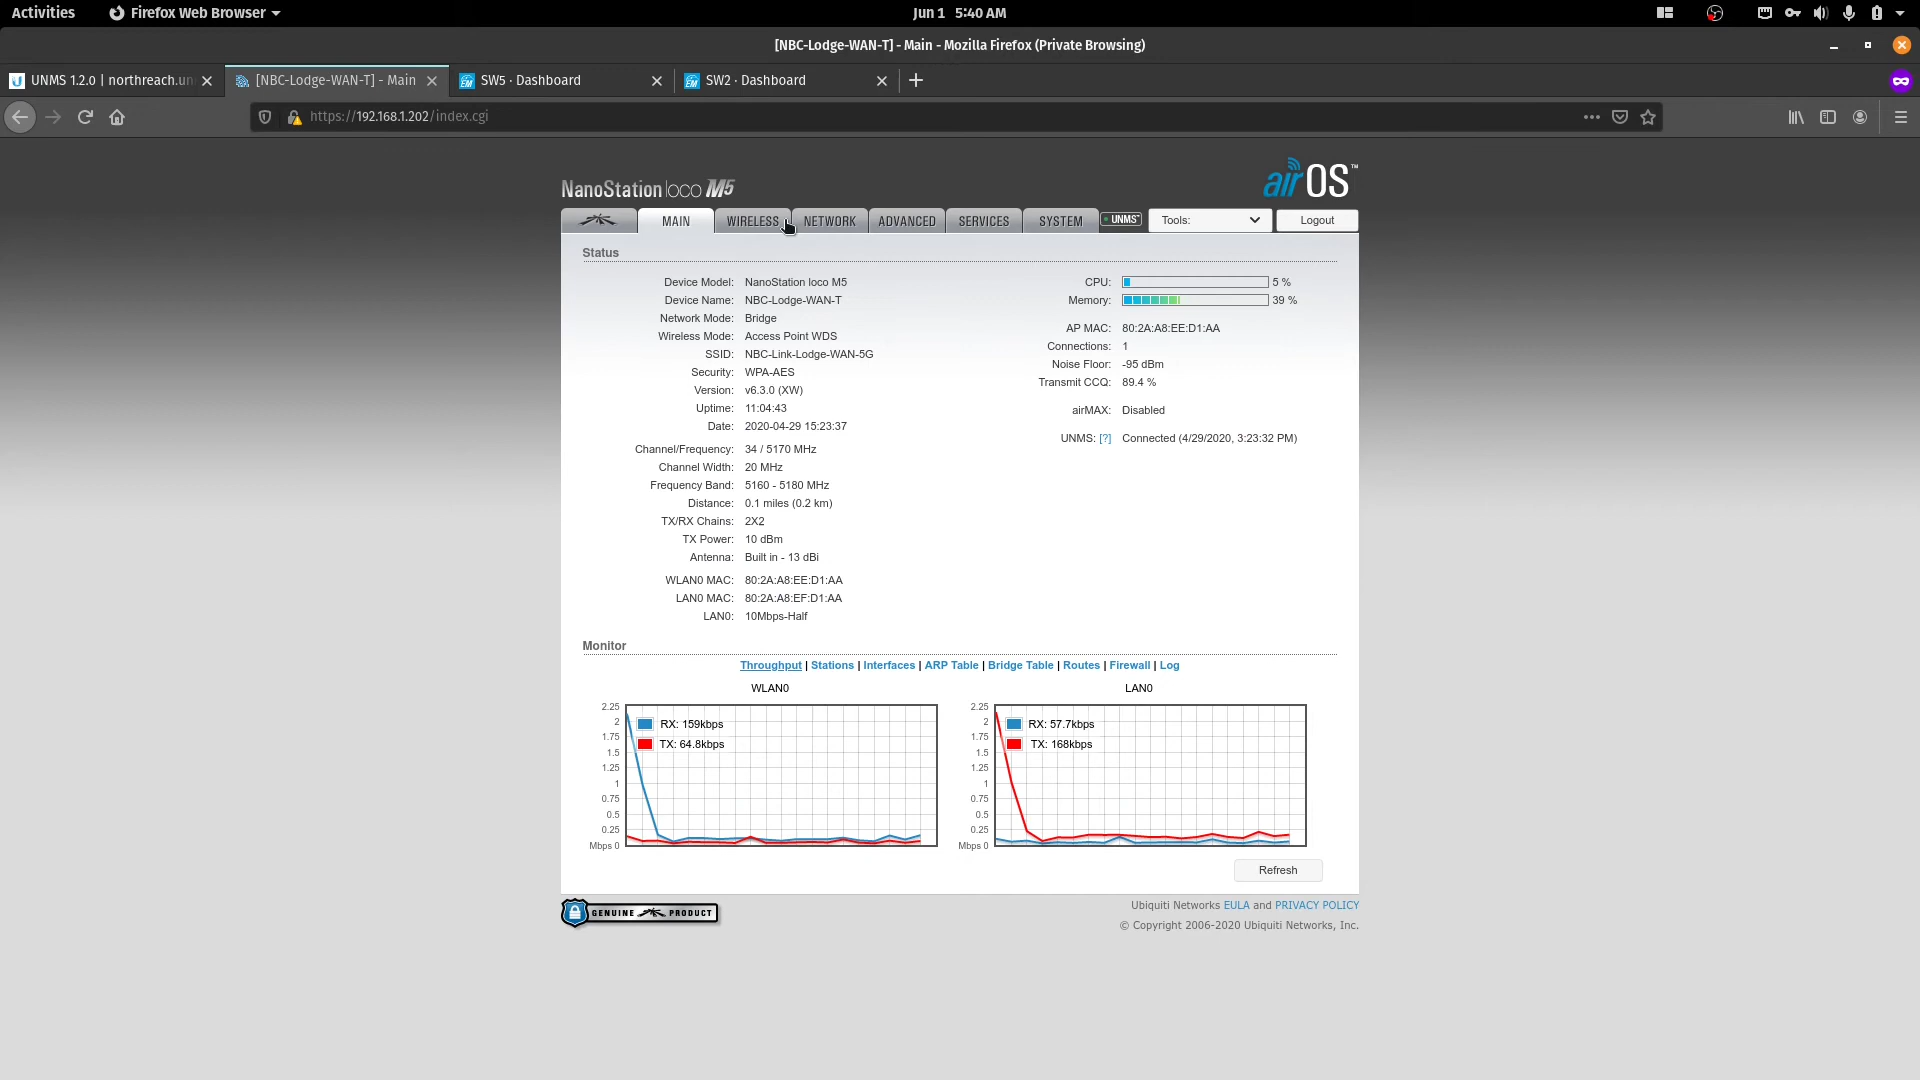 Activities Firefox Web Browser Jun 1 5:40 AM
[NBC-Lodge-WAN-T] - Main - Mozilla Firefox (Private Browsing)
UNMS 1.2.0 | northreach.un [NBC-Lodge-WAN-T] - Main SW5 · Dashboard SW2 · Dashboard
https://192.168.1.202/index.cgi
NanoStation loco M5 airOS™
MAIN WIRELESS NETWORK ADVANCED SERVICES SYSTEM UNMS™ Tools: Logout
Status
Device Model: NanoStation loco M5
Device Name: NBC-Lodge-WAN-T
Network Mode: Bridge
Wireless Mode: Access Point WDS
SSID: NBC-Link-Lodge-WAN-5G
Security: WPA-AES
Version: v6.3.0 (XW)
Uptime: 11:04:43
Date: 2020-04-29 15:23:37
Channel/Frequency: 34 / 5170 MHz
Channel Width: 20 MHz
Frequency Band: 5160 - 5180 MHz
Distance: 0.1 miles (0.2 km)
TX/RX Chains: 2X2
TX Power: 10 dBm
Antenna: Built in - 13 dBi
WLAN0 MAC: 80:2A:A8:EE:D1:AA
LAN0 MAC: 80:2A:A8:EF:D1:AA
LAN0: 10Mbps-Half
CPU: 5 %
Memory: 39 %
AP MAC: 80:2A:A8:EE:D1:AA
Connections: 1
Noise Floor: -95 dBm
Transmit CCQ: 89.4 %
airMAX: Disabled
UNMS: [?] Connected (4/29/2020, 3:23:32 PM)
Monitor
Throughput | Stations | Interfaces | ARP Table | Bridge Table | Routes | Firewall | Log
WLAN0
2.25
2
1.75
1.5
1.25
1
0.75
0.5
0.25
Mbps 0
RX: 159kbps
TX: 64.8kbps
LAN0
2.25
2
1.75
1.5
1.25
1
0.75
0.5
0.25
Mbps 0
RX: 57.7kbps
TX: 168kbps
Refresh
GENUINE PRODUCT
Ubiquiti Networks EULA and PRIVACY POLICY
© Copyright 2006-2020 Ubiquiti Networks, Inc.